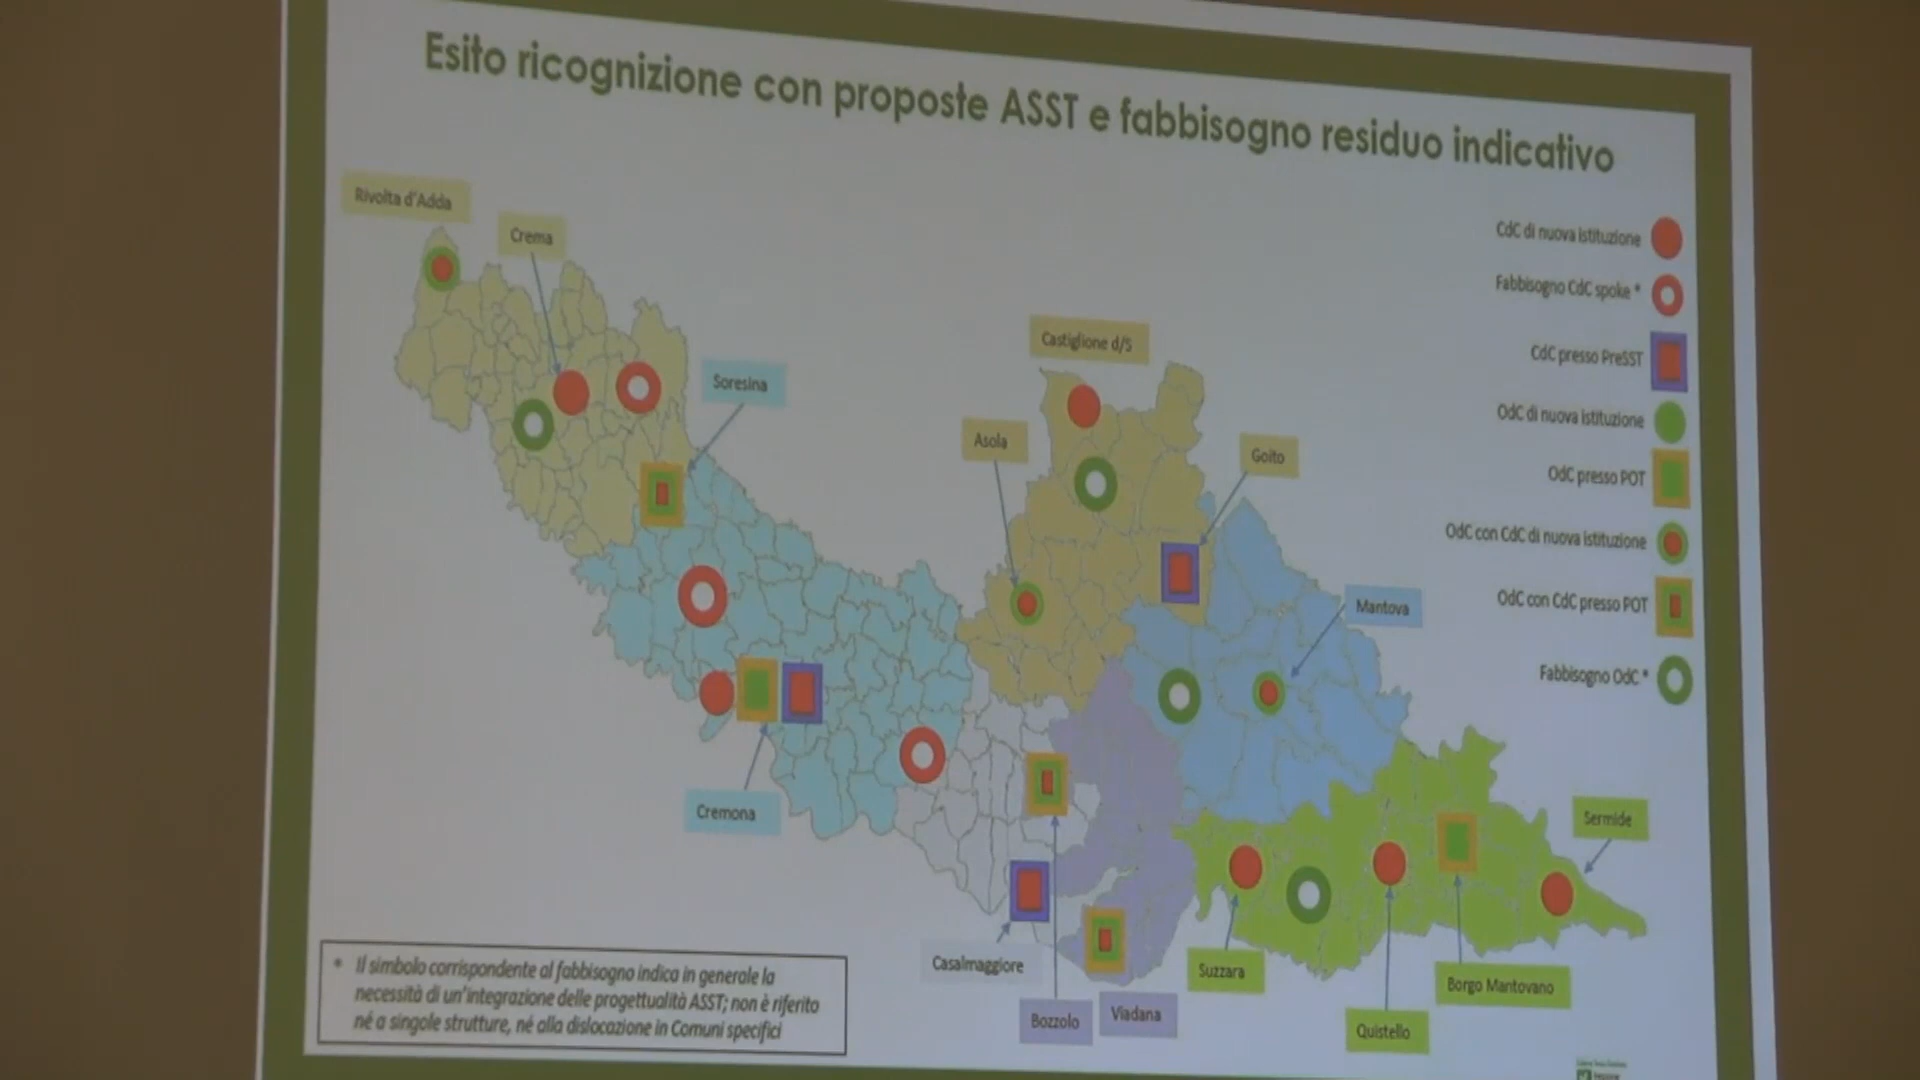 Esito ricognizione con proposte ASST e fabbisogno residuo indicativo
Rivolta d'Adda
Crema
Soresina
Castiglione d/S
Asola
Goito
Mantova
Cremona
Casalmaggiore
Bozzolo
Viadana
Suzzara
Quistello
Borgo Mantovano
Sermide
CdC di nuova istituzione
Fabbisogno CdC spoke *
CdC presso PreSST
OdC di nuova istituzione
OdC presso POT
OdC con CdC di nuova istituzione
OdC con CdC presso POT
Fabbisogno OdC *
* Il simbolo corrispondente al fabbisogno indica in generale la
necessità di un'integrazione delle progettualità ASST; non è riferito
né a singole strutture, né alla dislocazione in Comuni specifici